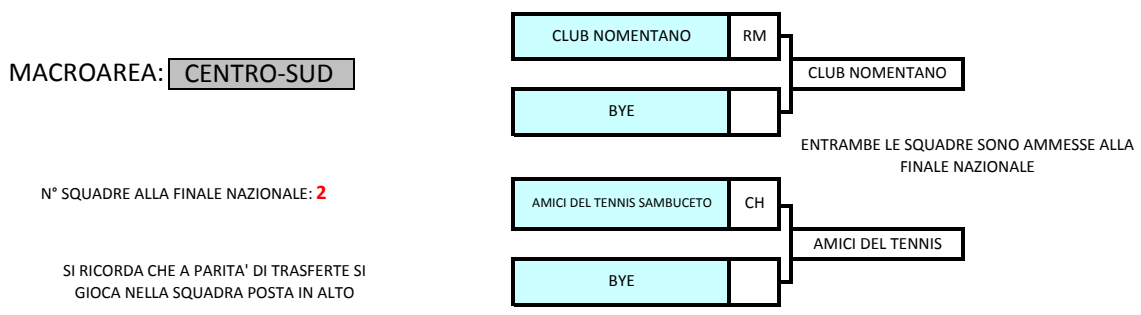 MACROAREA: CENTRO-SUD
N° SQUADRE ALLA FINALE NAZIONALE: 2
SI RICORDA CHE A PARITA' DI TRASFERTE SI
GIOCA NELLA SQUADRA POSTA IN ALTO
CLUB NOMENTANO RM
CLUB NOMENTANO
BYE
ENTRAMBE LE SQUADRE SONO AMMESSE ALLA
FINALE NAZIONALE
AMICI DEL TENNIS SAMBUCETO CH
AMICI DEL TENNIS
BYE